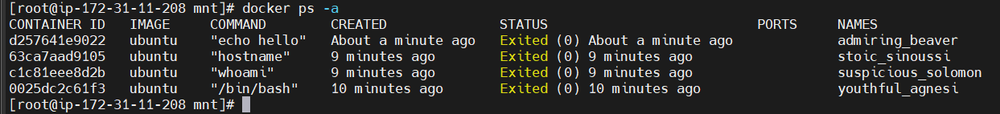 [root@ip-172-31-11-208 mnt]# docker ps -a
CONTAINER ID   IMAGE     COMMAND        CREATED              STATUS                          PORTS     NAMES
d257641e9022   ubuntu    "echo hello"   About a minute ago   Exited (0) About a minute ago             admiring_beaver
63ca7aad9105   ubuntu    "hostname"     9 minutes ago        Exited (0) 9 minutes ago                  stoic_sinoussi
c1c81eee8d2b   ubuntu    "whoami"       9 minutes ago        Exited (0) 9 minutes ago                  suspicious_solomon
0025dc2c61f3   ubuntu    "/bin/bash"    10 minutes ago       Exited (0) 10 minutes ago                 youthful_agnesi
[root@ip-172-31-11-208 mnt]#